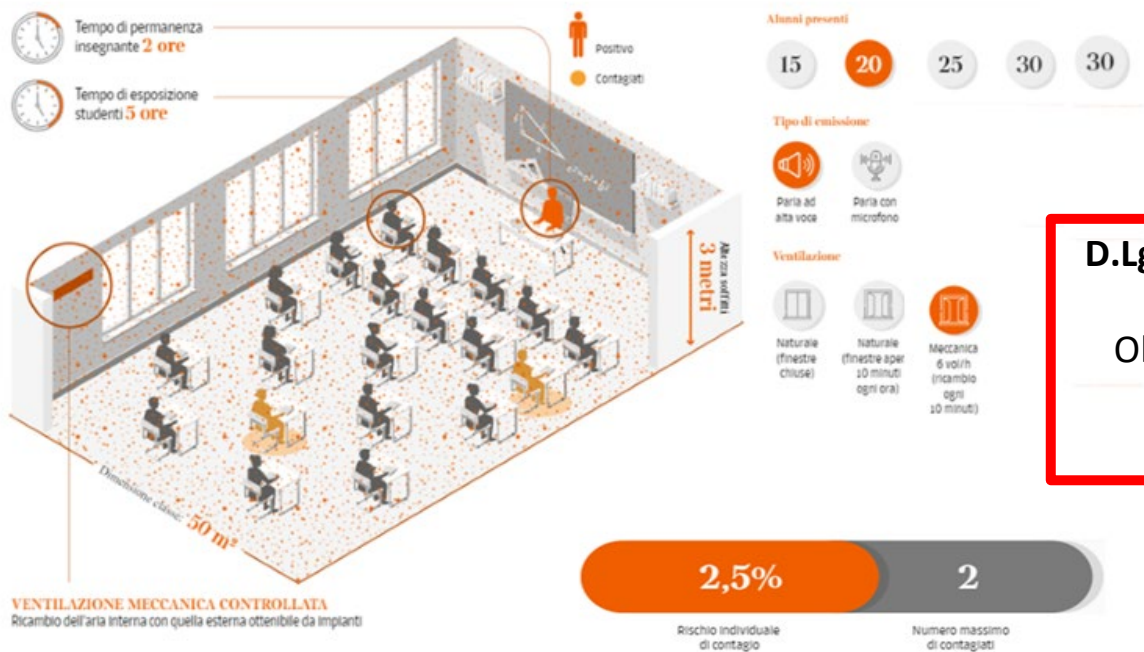 Tempo di permanenza
insegnante 2 ore
Tempo di esposizione
studenti 5 ore
Positivo
Contagiati
Alunni presenti
15 20 25 30 30
Tipo di emissione
Parla ad
alta voce
Parla con
microfono
Ventilazione
Naturale
(finestre
chiuse)
Naturale
(finestre aper
10 minuti
ogni ora)
Meccanica
6 vol/h
(ricambio
ogni
10 minuti)
Altezza soffitti
3 metri
Dimensione classe:
50 m²
VENTILAZIONE MECCANICA CONTROLLATA
Ricambio dell'aria interna con quella esterna ottenibile da impianti
2,5%
Rischio individuale
di contagio
2
Numero massimo
di contagiati
D.Lg